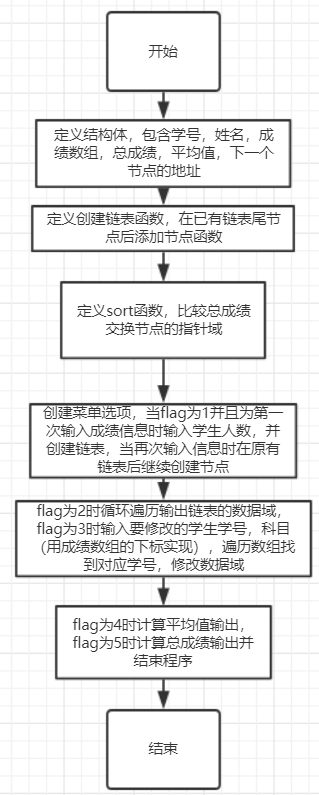 开始
定义结构体，包含学号，姓名，成
绩数组，总成绩，平均值，下一个
节点的地址
定义创建链表函数，在已有链表尾节
点后添加节点函数
定义sort函数，比较总成绩
交换节点的指针域
创建菜单选项，当flag为1并且为第一
次输入成绩信息时输入学生人数，并
创建链表，当再次输入信息时在原有
链表后继续创建节点
flag为2时循环遍历输出链表的数据域，
flag为3时输入要修改的学生学号，科目
（用成绩数组的下标实现），遍历数组找
到对应学号，修改数据域
flag为4时计算平均值输出，
flag为5时计算总成绩输出并
结束程序
结束